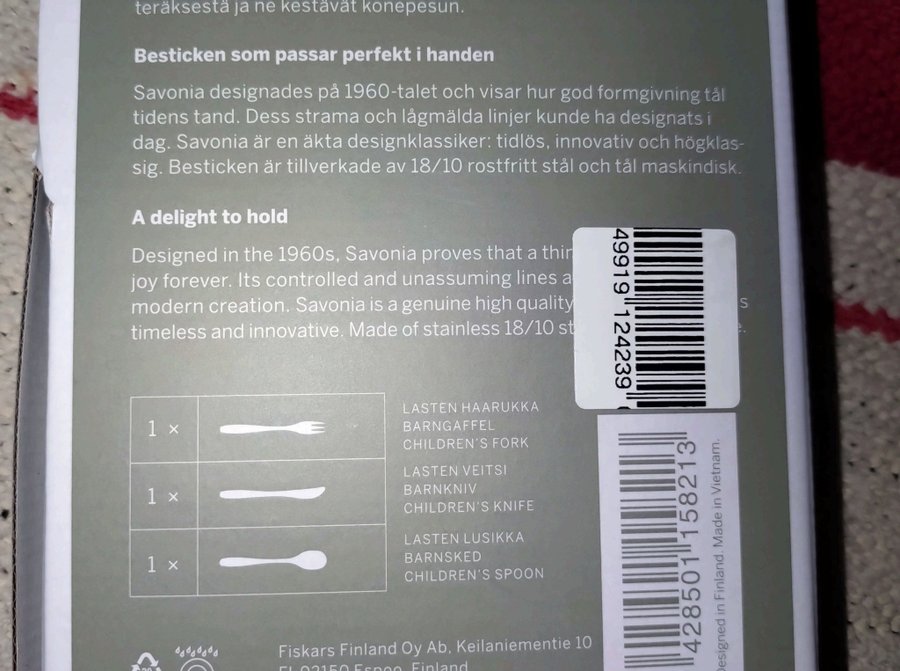 teräksestä ja ne kestävät konepesun.
Besticken som passar perfekt i handen
Savonia designades på 1960-talet och visar hur god formgivning tål
tidens tand. Dess strama och lågmälda linjer kunde ha designats i
dag. Savonia är en äkta designklassiker: tidlös, innovativ och högklas-
sig. Besticken är tillverkade av 18/10 rostfritt stål och tål maskindisk.
A delight to hold
Designed in the 1960s, Savonia proves that a
joy forever. Its controlled and unassuming lines
modern creation. Savonia is a genuine high quality
timeless and innovative. Made of stainless 18/10
49919 124239
1 ×
LASTEN HAARUKKA
BARNGAFFEL
CHILDREN'S FORK
1 ×
LASTEN VEITSI
BARNKNIV
CHILDREN'S KNIFE
1 ×
LASTEN LUSIKKA
BARNSKED
CHILDREN'S SPOON
428501 158213
Designed in Finland. Made in Vietnam.
Fiskars Finland Oy Ab, Keilaniementie 10
FI-02150 Espoo, Finland